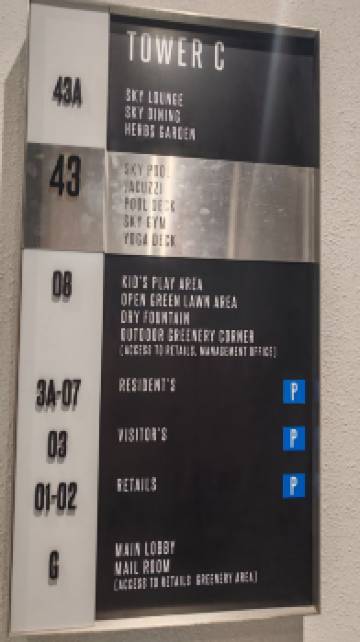 TOWER C
43A SKY LOUNGE
SKY DINING
HERBS GARDEN
43 SKY POOL
JACUZZI
POOL DECK
SKY GYM
YOGA DECK
08 KID'S PLAY AREA
OPEN GREEN LAWN AREA
DRY FOUNTAIN
OUTDOOR GREENERY CORNER
(ACCESS TO RETAILS, MANAGEMENT OFFICE)
3A-07 RESIDENT'S P
03 VISITOR'S P
01-02 RETAILS P
G MAIN LOBBY
MAIL ROOM
(ACCESS TO RETAILS GREENERY AREA)